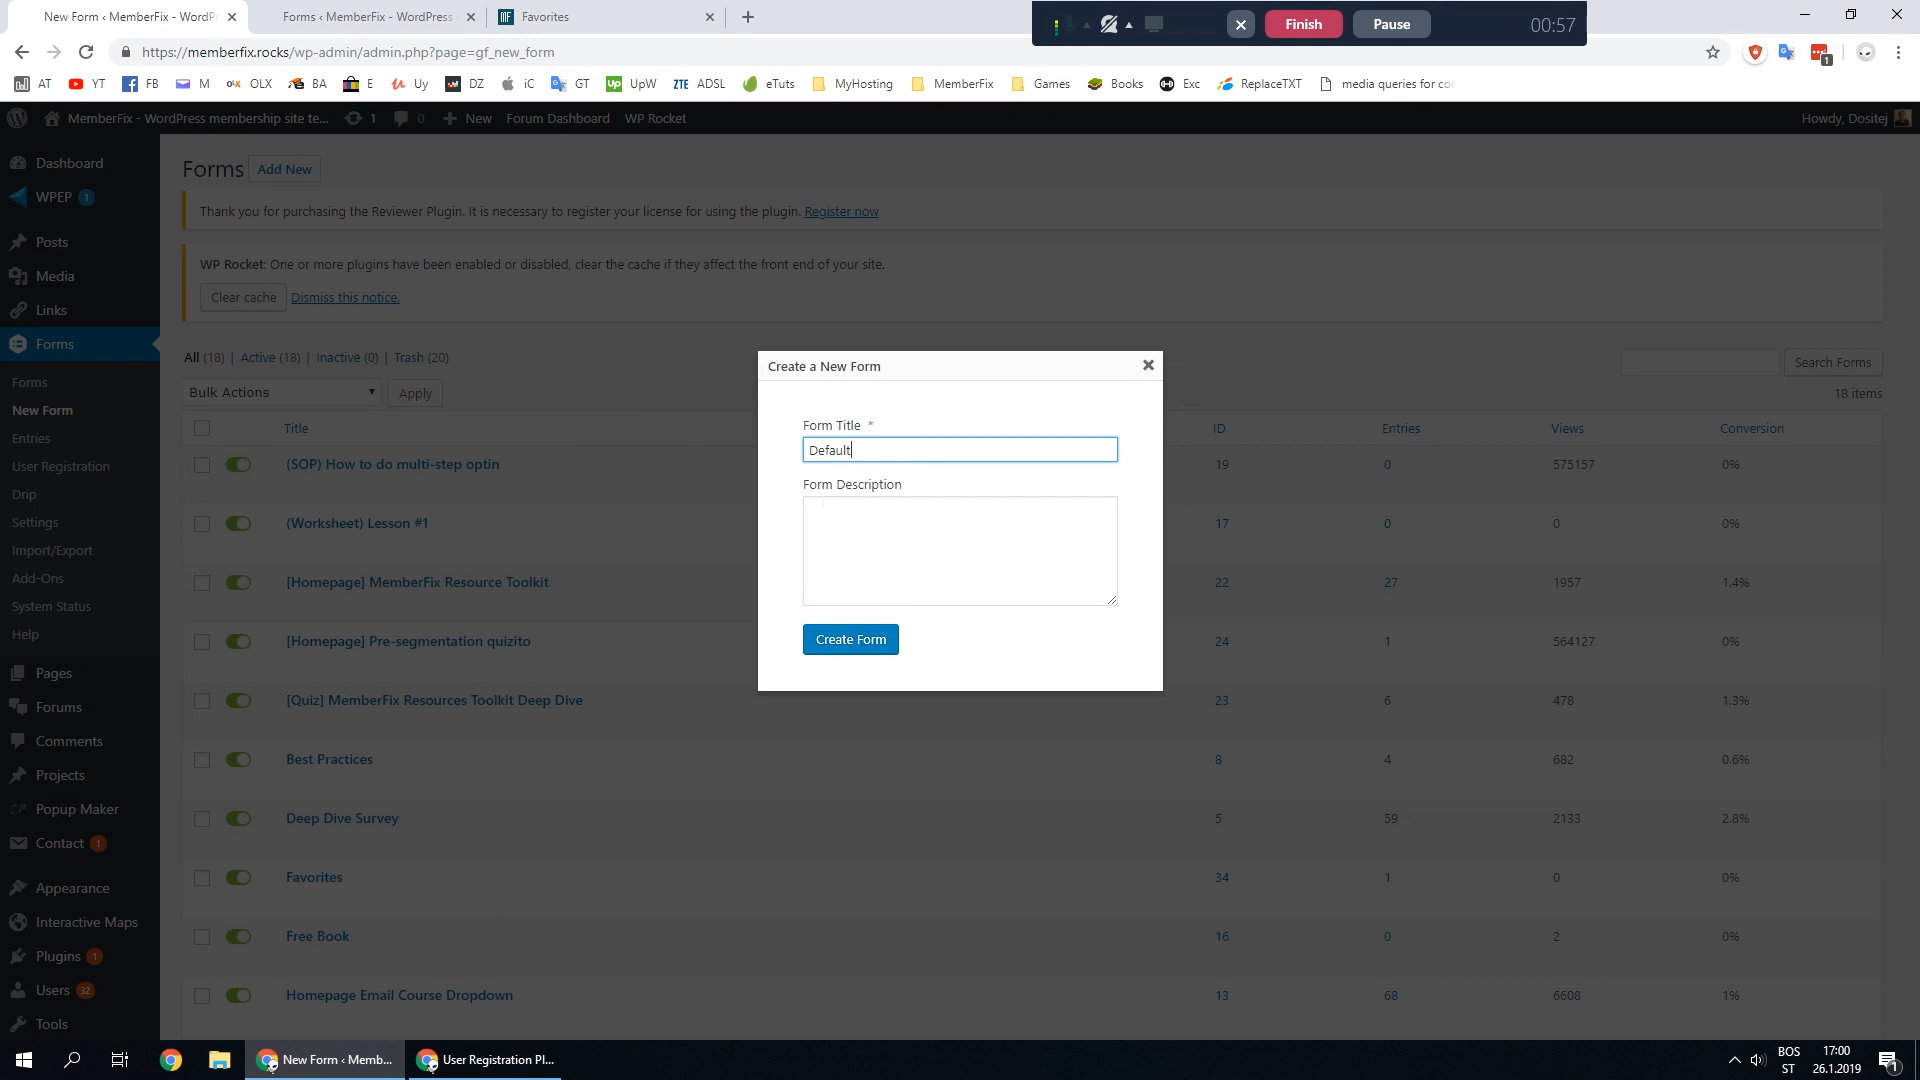 New Form ‹ MemberFix - WordPr
Forms ‹ MemberFix - WordPress
MF Favorites
Finish
Pause
00:57
https://memberfix.rocks/wp-admin/admin.php?page=gf_new_form
1
AT
YT
FB
M
OLX
BA
E
Uy
DZ
iC
GT
Up UpW
ZTE ADSL
eTuts
MyHosting
MemberFix
Games
Books
Exc
ReplaceTXT
media queries for co
MemberFix - WordPress membership site te...
1
0
New
Forum Dashboard
WP Rocket
Howdy, Dositej
Dashboard
WPEP 1
Posts
Media
Links
Forms
Forms
New Form
Entries
User Registration
Drip
Settings
Import/Export
Add-Ons
System Status
Help
Pages
Forums
Comments
Projects
Popup Maker
Contact 1
Appearance
Interactive Maps
Plugins 1
Users 32
Tools
Forms Add New
Thank you for purchasing the Reviewer Plugin. It is necessary to register your license for using the plugin. Register now
WP Rocket: One or more plugins have been enabled or disabled, clear the cache if they affect the front end of your site.
Clear cache Dismiss this notice.
All (18) | Active (18) | Inactive (0) | Trash (20)
Search Forms
Bulk Actions Apply
18 items
Title ID Entries Views Conversion
(SOP) How to do multi-step optin 19 0 575157 0%
(Worksheet) Lesson #1 17 0 0 0%
[Homepage] MemberFix Resource Toolkit 22 27 1957 1.4%
[Homepage] Pre-segmentation quizito 24 1 564127 0%
[Quiz] MemberFix Resources Toolkit Deep Dive 23 6 478 1.3%
Best Practices 8 4 682 0.6%
Deep Dive Survey 5 59 2133 2.8%
Favorites 34 1 0 0%
Free Book 16 0 2 0%
Homepage Email Course Dropdown 13 68 6608 1%
Create a New Form
Form Title *
Default
Form Description
Create Form
New Form ‹ Memb...
User Registration Pl...
BOS
ST
17:00
26.1.2019
1